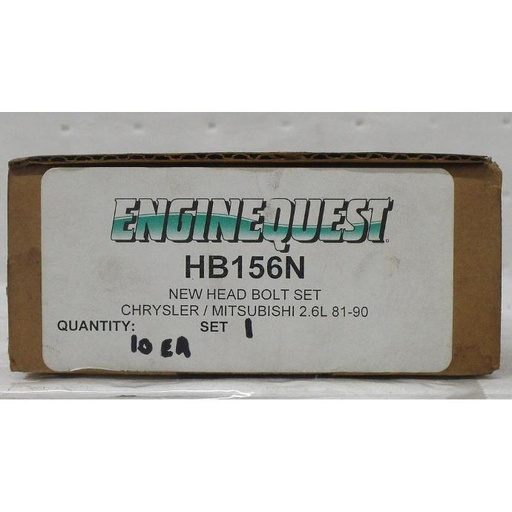 ENGINEQUEST
HB156N
NEW HEAD BOLT SET
CHRYSLER / MITSUBISHI 2.6L 81-90
QUANTITY: SET 1
10 EA